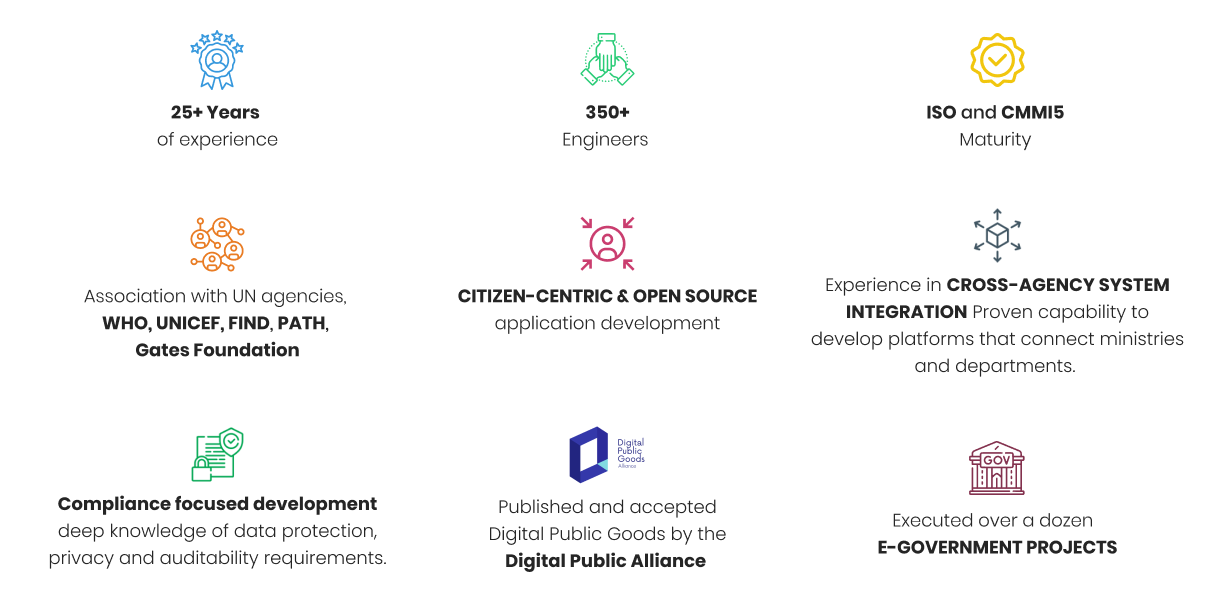 25+ Years
of experience
350+
Engineers
ISO and CMMI5
Maturity
Association with UN agencies,
WHO, UNICEF, FIND, PATH,
Gates Foundation
CITIZEN-CENTRIC & OPEN SOURCE
application development
Experience in CROSS-AGENCY SYSTEM
INTEGRATION Proven capability to
develop platforms that connect ministries
and departments.
Compliance focused development
deep knowledge of data protection,
privacy and auditability requirements.
Digital
Public
Goods
Alliance
Published and accepted
Digital Public Goods by the
Digital Public Alliance
GOV
Executed over a dozen
E-GOVERNMENT PROJECTS